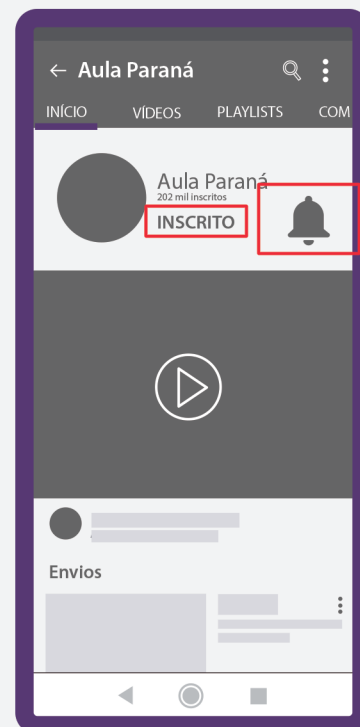 ← Aula Paraná
INÍCIO VÍDEOS PLAYLISTS COM
Aula Paraná
202 mil inscritos
INSCRITO
Envios